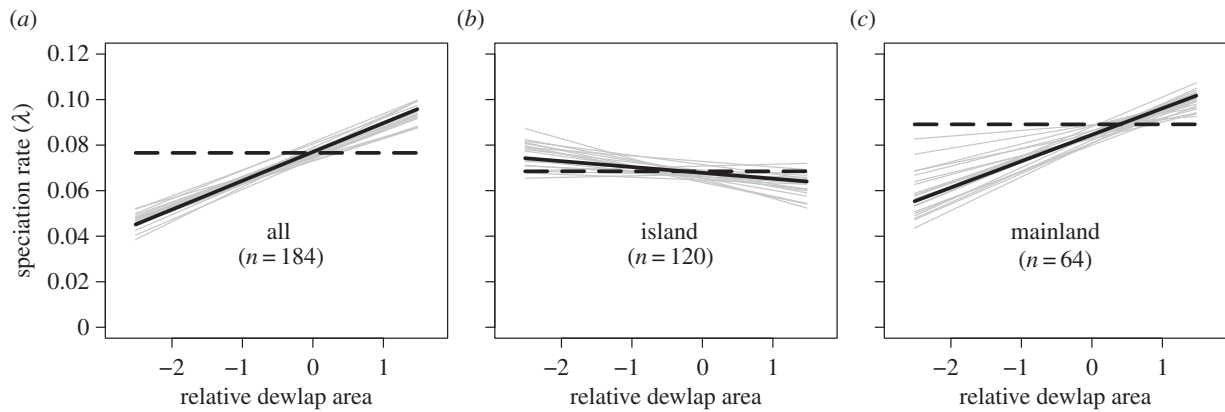 (a)
(b)
(c)
speciation rate (λ)
0.12
0.10
0.08
0.06
0.04
0.02
0
all
(n = 184)
island
(n = 120)
mainland
(n = 64)
−2 −1 0 1
−2 −1 0 1
−2 −1 0 1
relative dewlap area
relative dewlap area
relative dewlap area